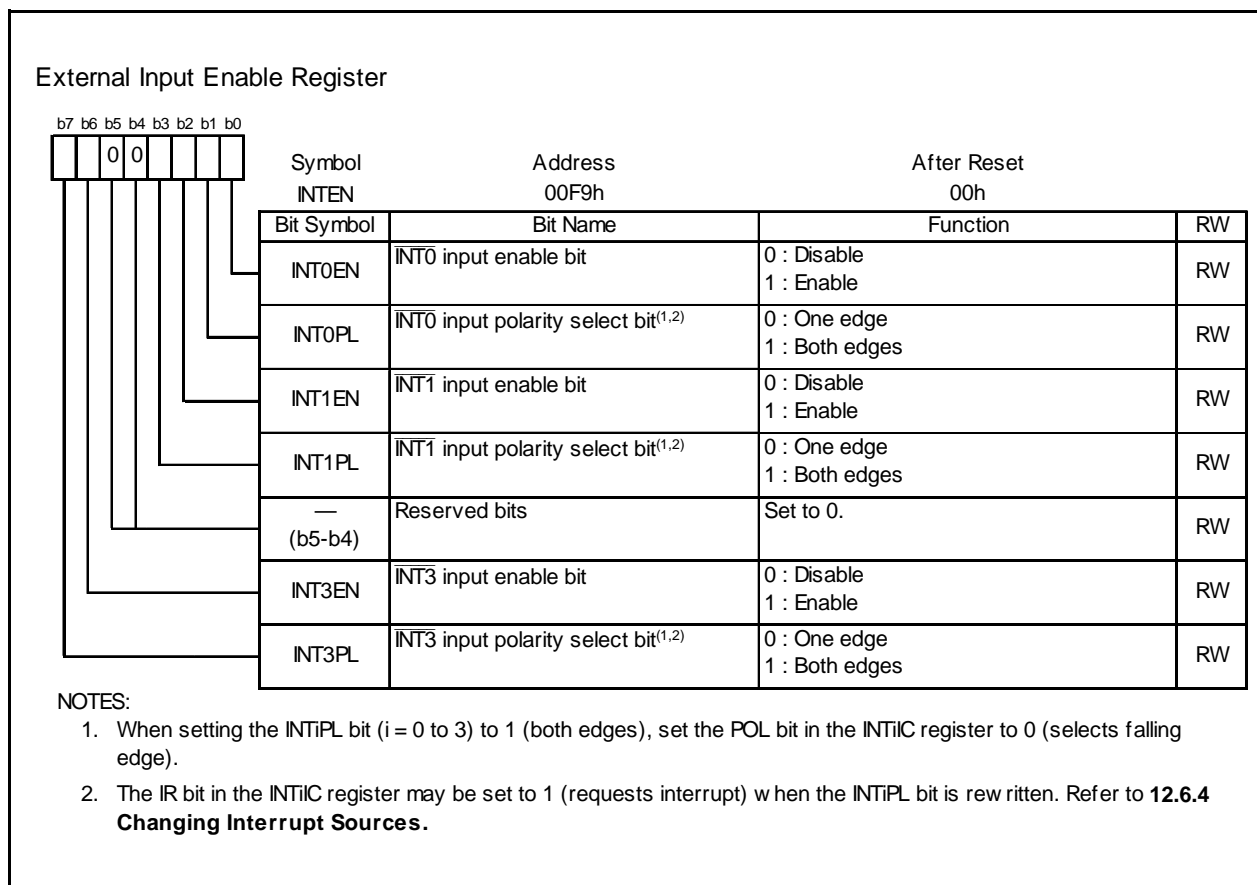 External Input Enable Register
b7 b6 b5 b4 b3 b2 b1 b0
0 0
Symbol Address After Reset
INTEN 00F9h 00h
Bit Symbol Bit Name Function RW
INT0EN INT0 input enable bit 0 : Disable RW
1 : Enable
INT0PL INT0 input polarity select bit(1,2) 0 : One edge RW
1 : Both edges
INT1EN INT1 input enable bit 0 : Disable RW
1 : Enable
INT1PL INT1 input polarity select bit(1,2) 0 : One edge RW
1 : Both edges
— Reserved bits Set to 0. RW
(b5-b4)
INT3EN INT3 input enable bit 0 : Disable RW
1 : Enable
INT3PL INT3 input polarity select bit(1,2) 0 : One edge RW
1 : Both edges
NOTES:
1. When setting the INTiPL bit (i = 0 to 3) to 1 (both edges), set the POL bit in the INTiIC register to 0 (selects falling
edge).
2. The IR bit in the INTiIC register may be set to 1 (requests interrupt) w hen the INTiPL bit is rew ritten. Refer to 12.6.4
Changing Interrupt Sources.